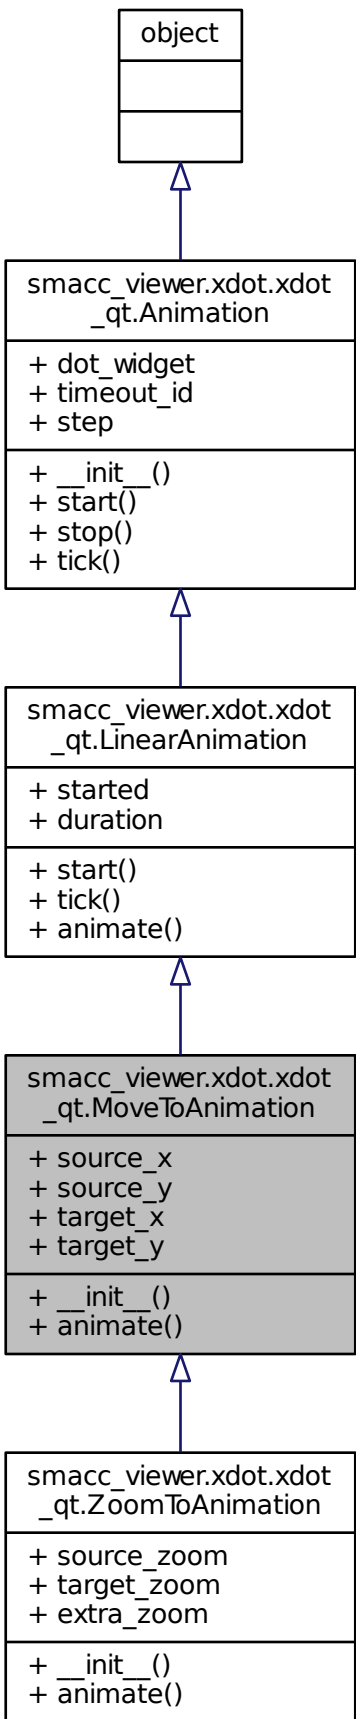 object
smacc_viewer.xdot.xdot
_qt.Animation
+ dot_widget
+ timeout_id
+ step
+ __init__()
+ start()
+ stop()
+ tick()
smacc_viewer.xdot.xdot
_qt.LinearAnimation
+ started
+ duration
+ start()
+ tick()
+ animate()
smacc_viewer.xdot.xdot
_qt.MoveToAnimation
+ source_x
+ source_y
+ target_x
+ target_y
+ __init__()
+ animate()
smacc_viewer.xdot.xdot
_qt.ZoomToAnimation
+ source_zoom
+ target_zoom
+ extra_zoom
+ __init__()
+ animate()